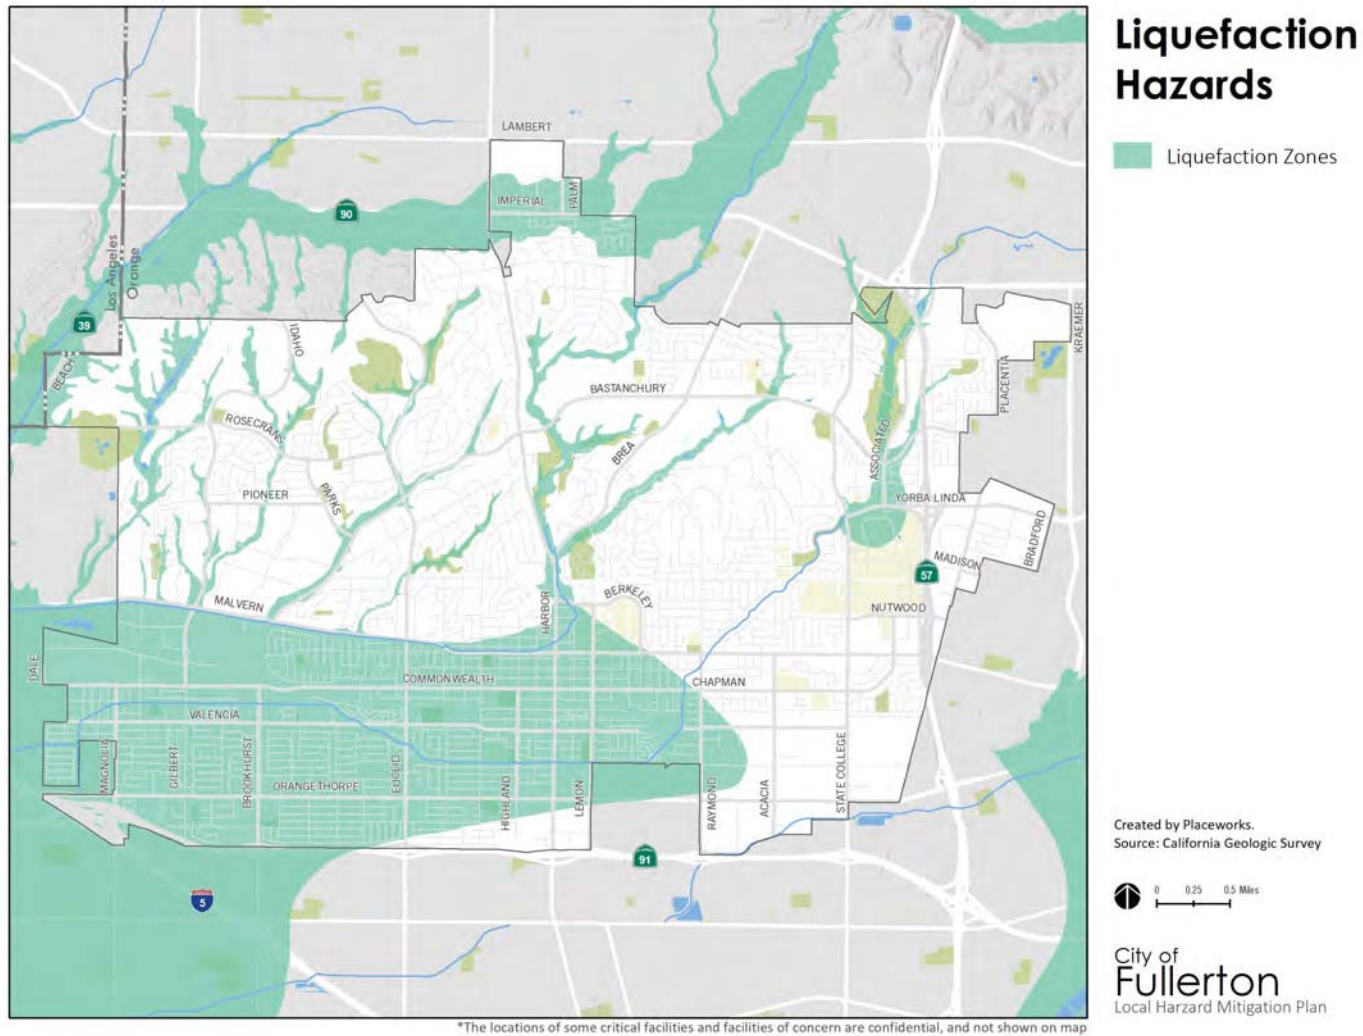 Liquefaction
Hazards
Liquefaction Zones
LAMBERT
IMPERIAL
PALM
90
Los Angeles
Orange
39
BEACH
IDAHO
KRAEMER
PLACENTIA
BASTANCHURY
ROSECRANS
BREA
ASSOCIATED
PIONEER
PARKS
YORBA LINDA
BRADFORD
MADISON
57
MALVERN
HARBOR
BERKELEY
NUTWOOD
DALE
COMMONWEALTH
CHAPMAN
VALENCIA
MAGNOLIA
GILBERT
BROOKHURST
EUCLID
ORANGETHORPE
HIGHLAND
LEMON
RAYMOND
ACACIA
STATE COLLEGE
91
5
Created by Placeworks.
Source: California Geologic Survey
0 0.25 0.5 Miles
City of
Fullerton
Local Harzard Mitigation Plan
*The locations of some critical facilities and facilities of concern are confidential, and not shown on map